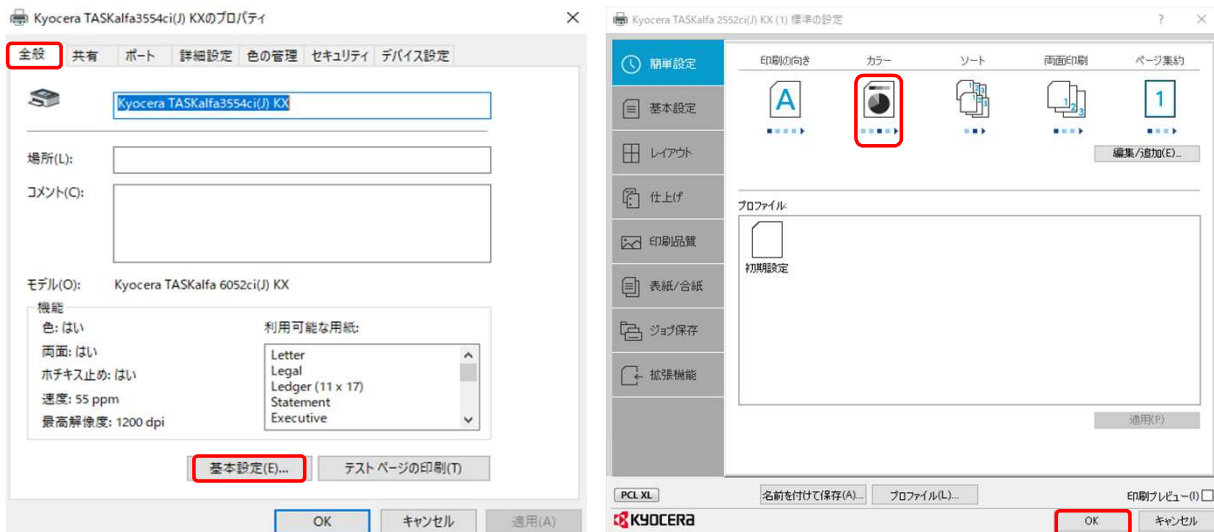 Kyocera TASKalfa3554ci(J) KXのプロパティ
全般 共有 ポート 詳細設定 色の管理 セキュリティ デバイス設定
Kyocera TASKalfa3554ci(J) KX
場所(L):
コメント(C):
モデル(O): Kyocera TASKalfa 6052ci(J) KX
機能
色: はい
両面: はい
ホチキス止め: はい
速度: 55 ppm
最高解像度: 1200 dpi
利用可能な用紙:
Letter
Legal
Ledger (11 x 17)
Statement
Executive
基本設定(E)... テスト ページの印刷(T)
OK キャンセル 適用(A)
Kyocera TASKalfa 2552ci(J) KX (1) 標準の設定
簡単設定
基本設定
レイアウト
仕上げ
印刷品質
表紙/合紙
ジョブ保存
拡張機能
印刷の向き カラー ソート 両面印刷 ページ集約
A 1 2 3 1 2 3 1
編集/追加(E)...
プロファイル:
初期設定
適用(P)
PCL XL 名前を付けて保存(A)... プロファイル(L)... 印刷プレビュー(I)
KYOCERA OK キャンセル